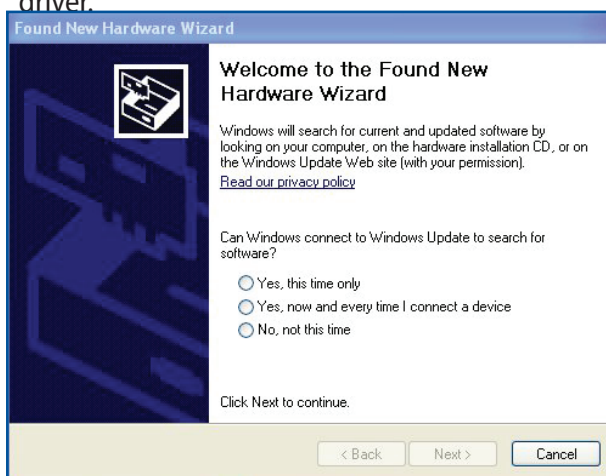 driver.
Found New Hardware Wizard
Welcome to the Found New
Hardware Wizard
Windows will search for current and updated software by
looking on your computer, on the hardware installation CD, or on
the Windows Update Web site (with your permission).
Read our privacy policy
Can Windows connect to Windows Update to search for
software?
Yes, this time only
Yes, now and every time I connect a device
No, not this time
Click Next to continue.
< Back
Next >
Cancel